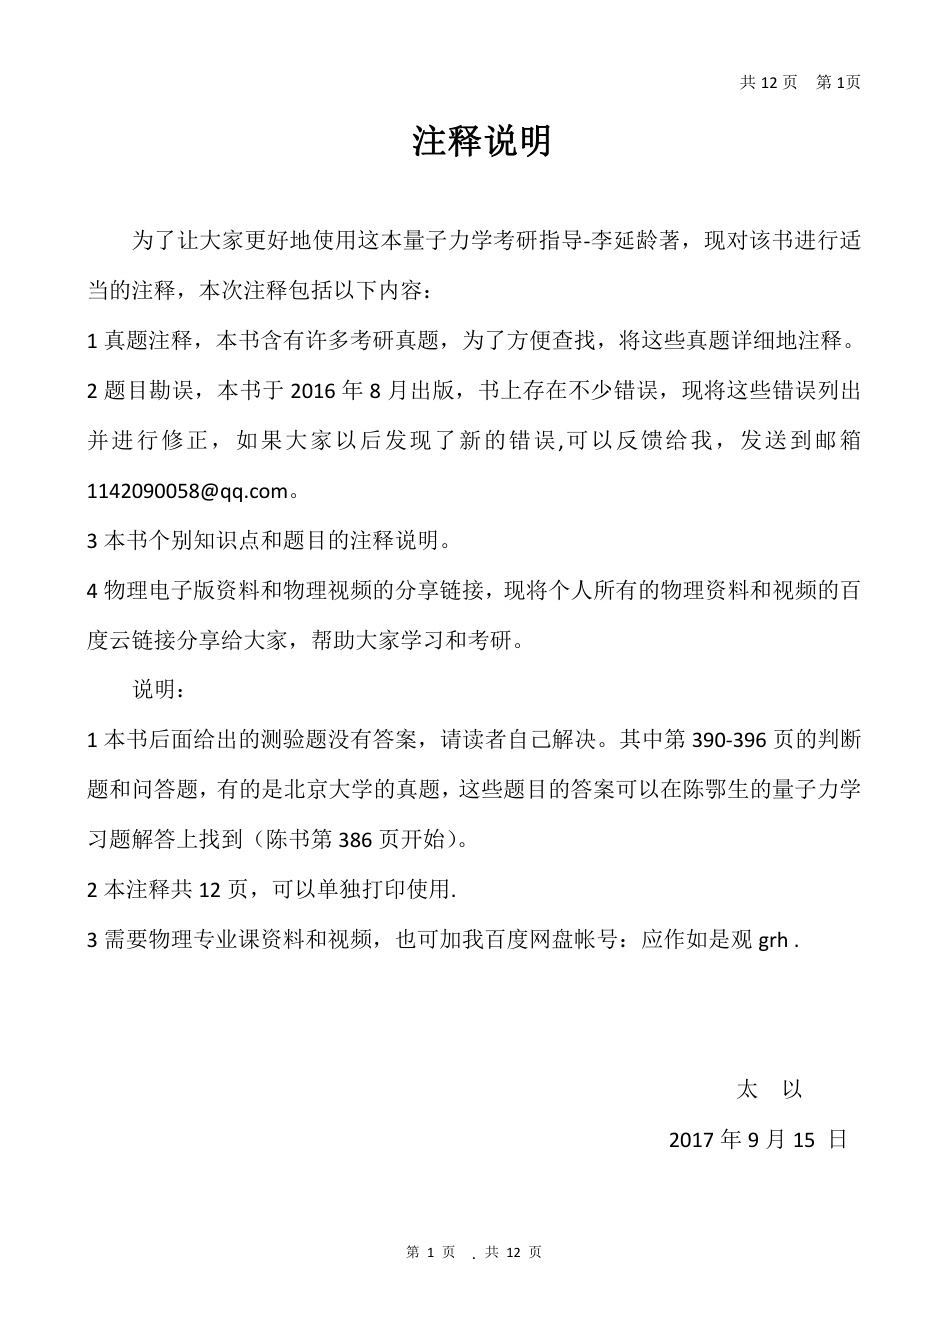 共 12 页 第 1页
注释说明
为了让大家更好地使用这本量子力学考研指导-李延龄著，现对该书进行适
当的注释，本次注释包括以下内容：
1 真题注释，本书含有许多考研真题，为了方便查找，将这些真题详细地注释。
2 题目勘误，本书于 2016 年 8 月出版，书上存在不少错误，现将这些错误列出
并进行修正，如果大家以后发现了新的错误,可以反馈给我，发送到邮箱
1142090058@qq.com。
3 本书个别知识点和题目的注释说明。
4 物理电子版资料和物理视频的分享链接，现将个人所有的物理资料和视频的百
度云链接分享给大家，帮助大家学习和考研。
说明：
1 本书后面给出的测验题没有答案，请读者自己解决。其中第 390-396 页的判断
题和问答题，有的是北京大学的真题，这些题目的答案可以在陈鄂生的量子力学
习题解答上找到（陈书第 386 页开始）。
2 本注释共 12 页，可以单独打印使用.
3 需要物理专业课资料和视频，也可加我百度网盘帐号：应作如是观 grh .
太 以
2017 年 9 月 15 日
第 1 页 . 共 12 页